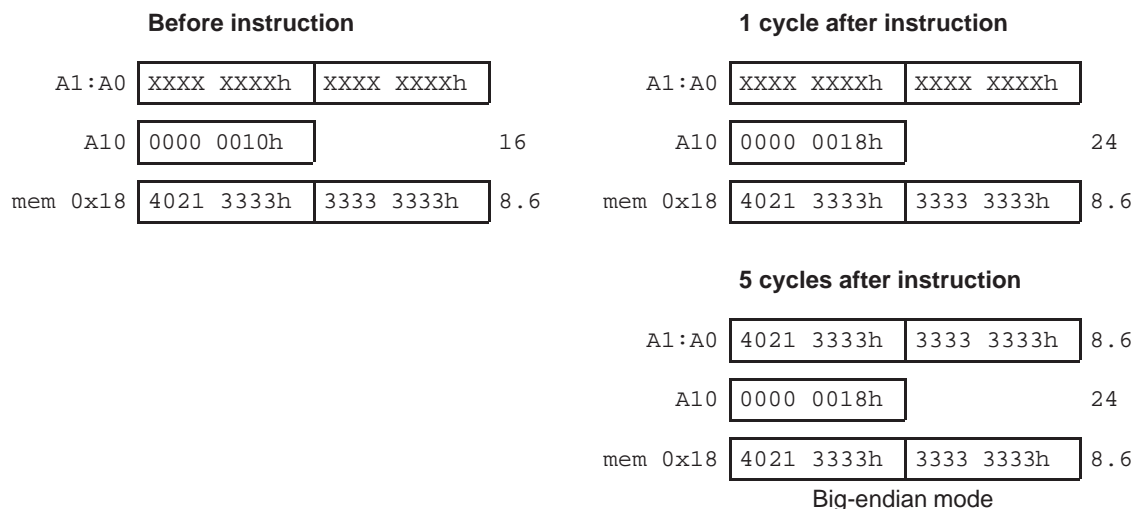 Before instruction
A1:A0 XXXX XXXXh XXXX XXXXh
A10 0000 0010h 16
mem 0x18 4021 3333h 3333 3333h 8.6
1 cycle after instruction
A1:A0 XXXX XXXXh XXXX XXXXh
A10 0000 0018h 24
mem 0x18 4021 3333h 3333 3333h 8.6
5 cycles after instruction
A1:A0 4021 3333h 3333 3333h 8.6
A10 0000 0018h 24
mem 0x18 4021 3333h 3333 3333h 8.6
Big-endian mode